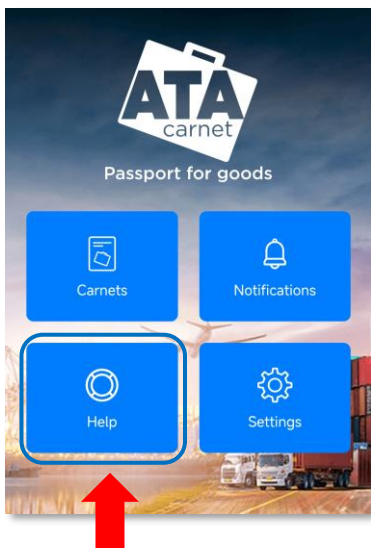 ATA
carnet
Passport for goods
Carnets
Notifications
Help
Settings